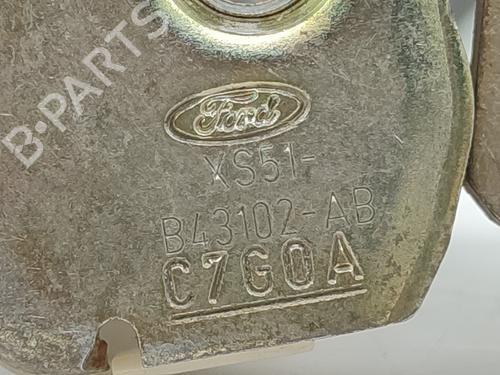 B-PARTS
Ford
XS51-
B43102-AB
C7G0A